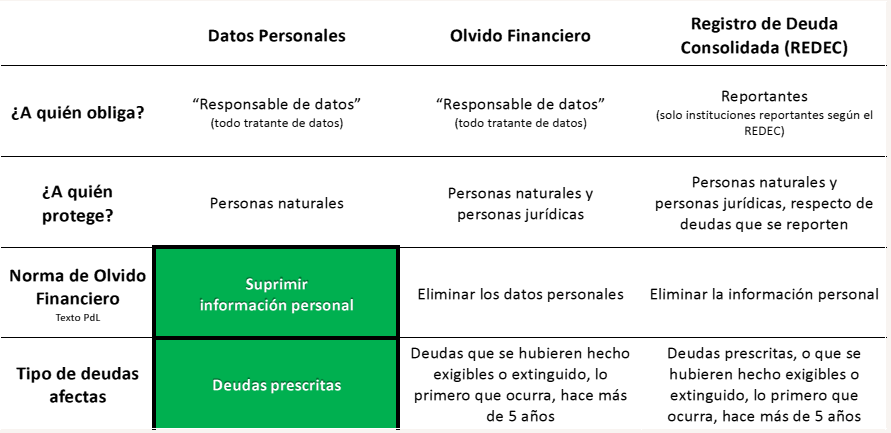 Datos Personales
Olvido Financiero
Registro de Deuda
Consolidada (REDEC)
¿A quién obliga?
“Responsable de datos”
(todo tratante de datos)
“Responsable de datos”
(todo tratante de datos)
Reportantes
(solo instituciones reportantes según el
REDEC)
¿A quién
protege?
Personas naturales
Personas naturales y
personas jurídicas
Personas naturales y
personas jurídicas, respecto de
deudas que se reporten
Norma de Olvido
Financiero
Texto PdL
Suprimir
información personal
Eliminar los datos personales
Eliminar la información personal
Tipo de deudas
afectas
Deudas prescritas
Deudas que se hubieren hecho
exigibles o extinguido, lo
primero que ocurra, hace más
de 5 años
Deudas prescritas, o que se
hubieren hecho exigibles o
extinguido, lo primero que
ocurra, hace más de 5 años